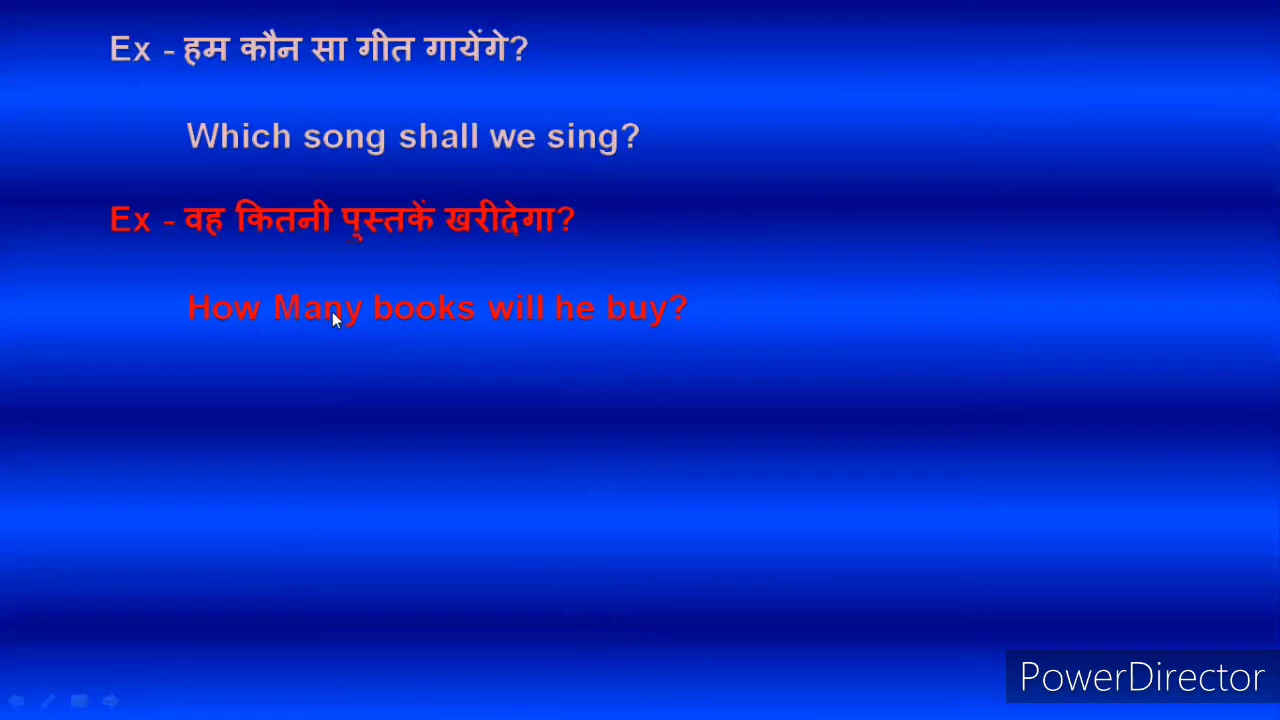 Ex - हम कौन सा गीत गायेंगे?
Which song shall we sing?
Ex - वह कितनी पुस्तकें खरीदेगा?
How Many books will he buy?
PowerDirector